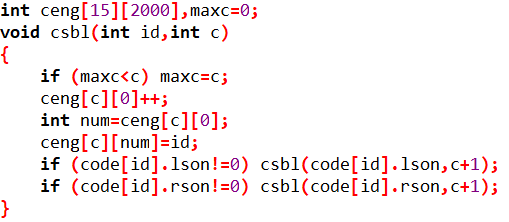 int ceng[15][2000],maxc=0;
void csbl(int id,int c)
{
    if (maxc<c) maxc=c;
    ceng[c][0]++;
    int num=ceng[c][0];
    ceng[c][num]=id;
    if (code[id].lson!=0) csbl(code[id].lson,c+1);
    if (code[id].rson!=0) csbl(code[id].rson,c+1);
}